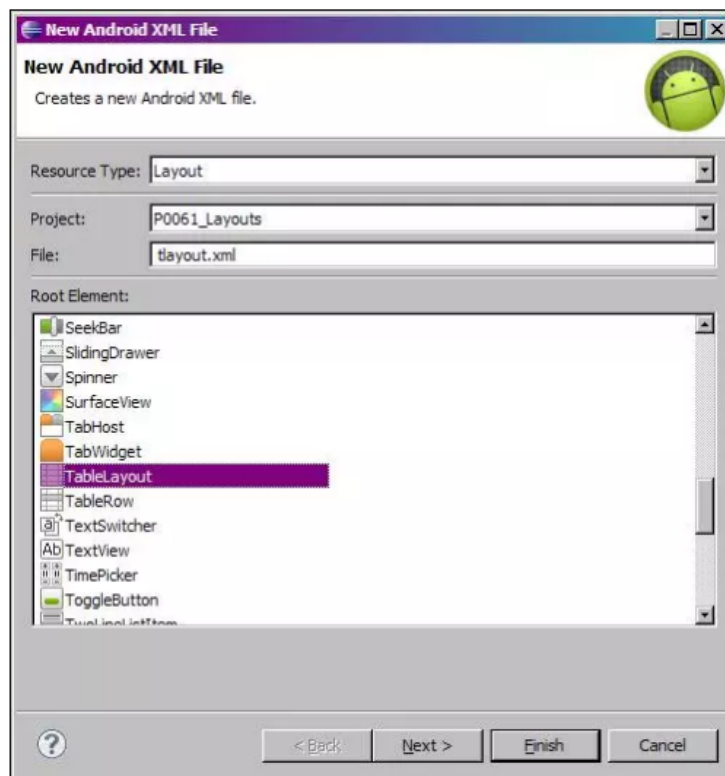 New Android XML File
New Android XML File
Creates a new Android XML file.
Resource Type: Layout
Project: P0061_Layouts
File: tlayout.xml
Root Element:
SeekBar
SlidingDrawer
Spinner
SurfaceView
TabHost
TabWidget
TableLayout
TableRow
TextSwitcher
Ab TextView
TimePicker
ToggleButton
TwoLineListItem
< Back Next > Finish Cancel